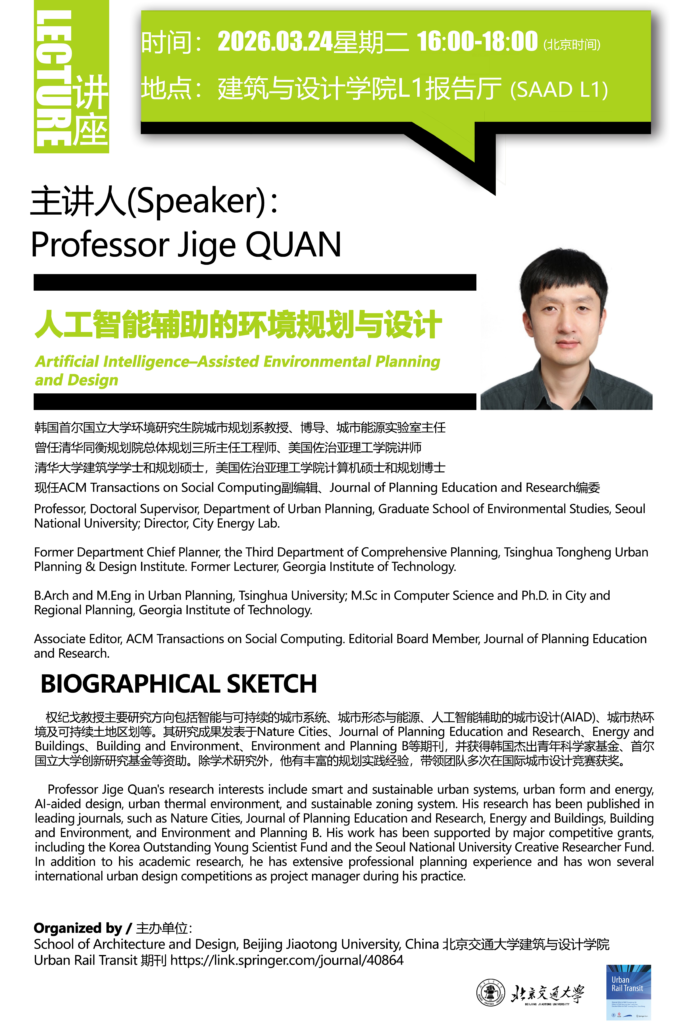 LECTURE
讲座
时间：2026.03.24星期二 16:00-18:00 (北京时间)
地点：建筑与设计学院L1报告厅 (SAAD L1)
主讲人(Speaker)：
Professor Jige QUAN
人工智能辅助的环境规划与设计
Artificial Intelligence–Assisted Environmental Planning
and Design
韩国首尔国立大学环境研究生院城市规划系教授、博导、城市能源实验室主任
曾任清华同衡规划院总体规划三所主任工程师、美国佐治亚理工学院讲师
清华大学建筑学学士和规划硕士，美国佐治亚理工学院计算机硕士和规划博士
现任ACM Transactions on Social Computing副编辑、Journal of Planning Education and Research编委
Professor, Doctoral Supervisor, Department of Urban Planning, Graduate School of Environmental Studies, Seoul
National University; Director, City Energy Lab.
Former Department Chief Planner, the Third Department of Comprehensive Planning, Tsinghua Tongheng Urban
Planning & Design Institute. Former Lecturer, Georgia Institute of Technology.
B.Arch and M.Eng in Urban Planning, Tsinghua University; M.Sc in Computer Science and Ph.D. in City and
Regional Planning, Georgia Institute of Technology.
Associate Editor, ACM Transactions on Social Computing. Editorial Board Member, Journal of Planning Education
and Research.
BIOGRAPHICAL SKETCH
权纪戈教授主要研究方向包括智能与可持续的城市系统、城市形态与能源、人工智能辅助的城市设计(AIAD)、城市热环
境及可持续土地区划等。其研究成果发表于Nature Cities、Journal of Planning Education and Research、Energy and
Buildings、Building and Environment、Environment and Planning B等期刊，并获得韩国杰出青年科学家基金、首尔
国立大学创新研究基金等资助。除学术研究外，他有丰富的规划实践经验，带领团队多次在国际城市设计竞赛获奖。
Professor Jige Quan's research interests include smart and sustainable urban systems, urban form and energy,
AI-aided design, urban thermal environment, and sustainable zoning system. His research has been published in
leading journals, such as Nature Cities, Journal of Planning Education and Research, Energy and Buildings, Building
and Environment, and Environment and Planning B. His work has been supported by major competitive grants,
including the Korea Outstanding Young Scientist Fund and the Seoul National University Creative Researcher Fund.
In addition to his academic research, he has extensive professional planning experience and has won several
international urban design competitions as project manager during his practice.
Organized by / 主办单位：
School of Architecture and Design, Beijing Jiaotong University, China 北京交通大学建筑与设计学院
Urban Rail Transit 期刊 https://link.springer.com/journal/40864
北京交通大学
BEIJING JIAOTONG UNIVERSITY
Urban
Rail Transit